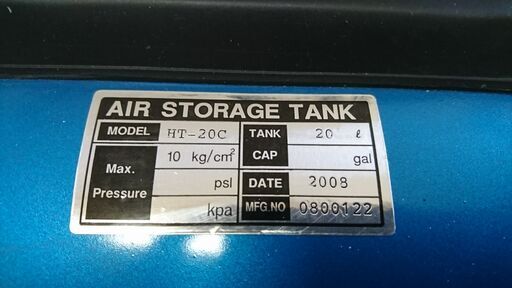 AIR STORAGE TANK
MODEL HT-20C TANK 20 ℓ
10 kg/cm² CAP gal
Max.
Pressure
psl DATE 2008
kpa MFG.NO 0800122